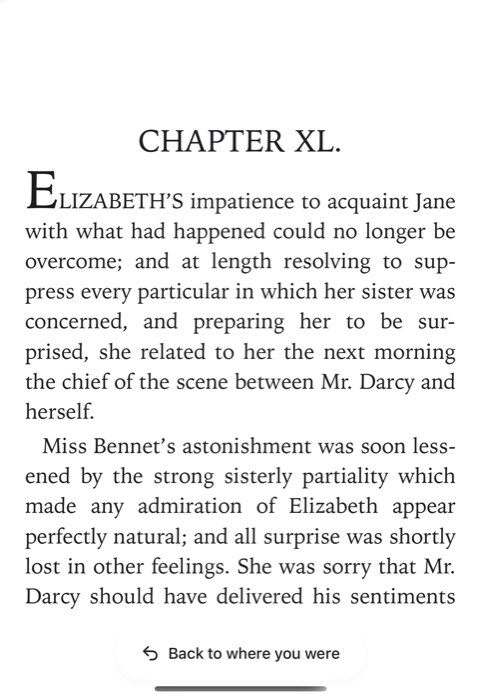 CHAPTER XL.
ELIZABETH’S impatience to acquaint Jane
with what had happened could no longer be
overcome; and at length resolving to sup-
press every particular in which her sister was
concerned, and preparing her to be sur-
prised, she related to her the next morning
the chief of the scene between Mr. Darcy and
herself.
Miss Bennet’s astonishment was soon less-
ened by the strong sisterly partiality which
made any admiration of Elizabeth appear
perfectly natural; and all surprise was shortly
lost in other feelings. She was sorry that Mr.
Darcy should have delivered his sentiments
Back to where you were